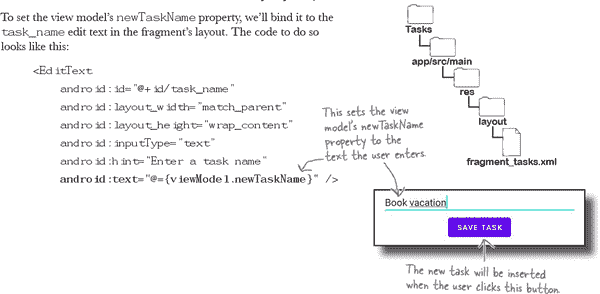 To set the view model's newTaskName property, we'll bind it to the
task_name edit text in the fragment's layout. The code to do so
looks like this:
<EditText
android:id="@+id/task_name"
android:layout_width="match_parent"
android:layout_height="wrap_content"
android:inputType="text"
android:hint="Enter a task name"
android:text="@={viewModel.newTaskName}" />
This sets the view
model's newTaskName
property to the
text the user enters.
Tasks
app/src/main
res
layout
fragment_tasks.xml
Book vacation
SAVE TASK
The new task will be inserted
when the user clicks this button.